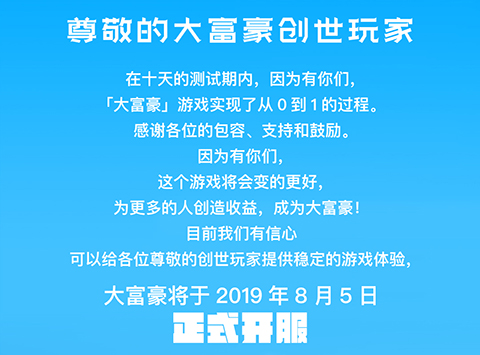 尊敬的大富豪创世玩家
在十天的测试期内，因为有你们，
「大富豪」游戏实现了从 0 到 1 的过程。
感谢各位的包容、支持和鼓励。
因为有你们，
这个游戏将会变的更好，
为更多的人创造收益，成为大富豪！
目前我们有信心
可以给各位尊敬的创世玩家提供稳定的游戏体验，
大富豪将于 2019 年 8 月 5 日
正式开服